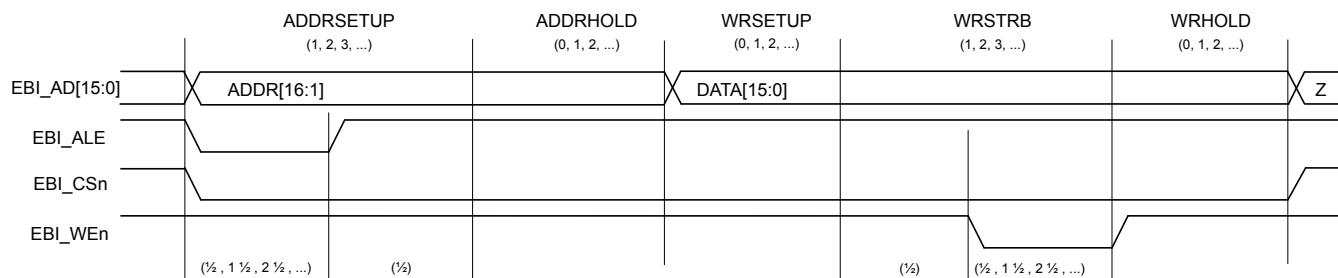 ADDRSETUP ADDRHOLD WRSETUP WRSTRB WRHOLD
(1, 2, 3, ...) (0, 1, 2, ...) (0, 1, 2, ...) (1, 2, 3, ...) (0, 1, 2, ...)
EBI_AD[15:0] ADDR[16:1] DATA[15:0] Z
EBI_ALE
EBI_CSn
EBI_WEn
(½ , 1 ½ , 2 ½ , ...) (½) (½) (½ , 1 ½ , 2 ½ , ...)